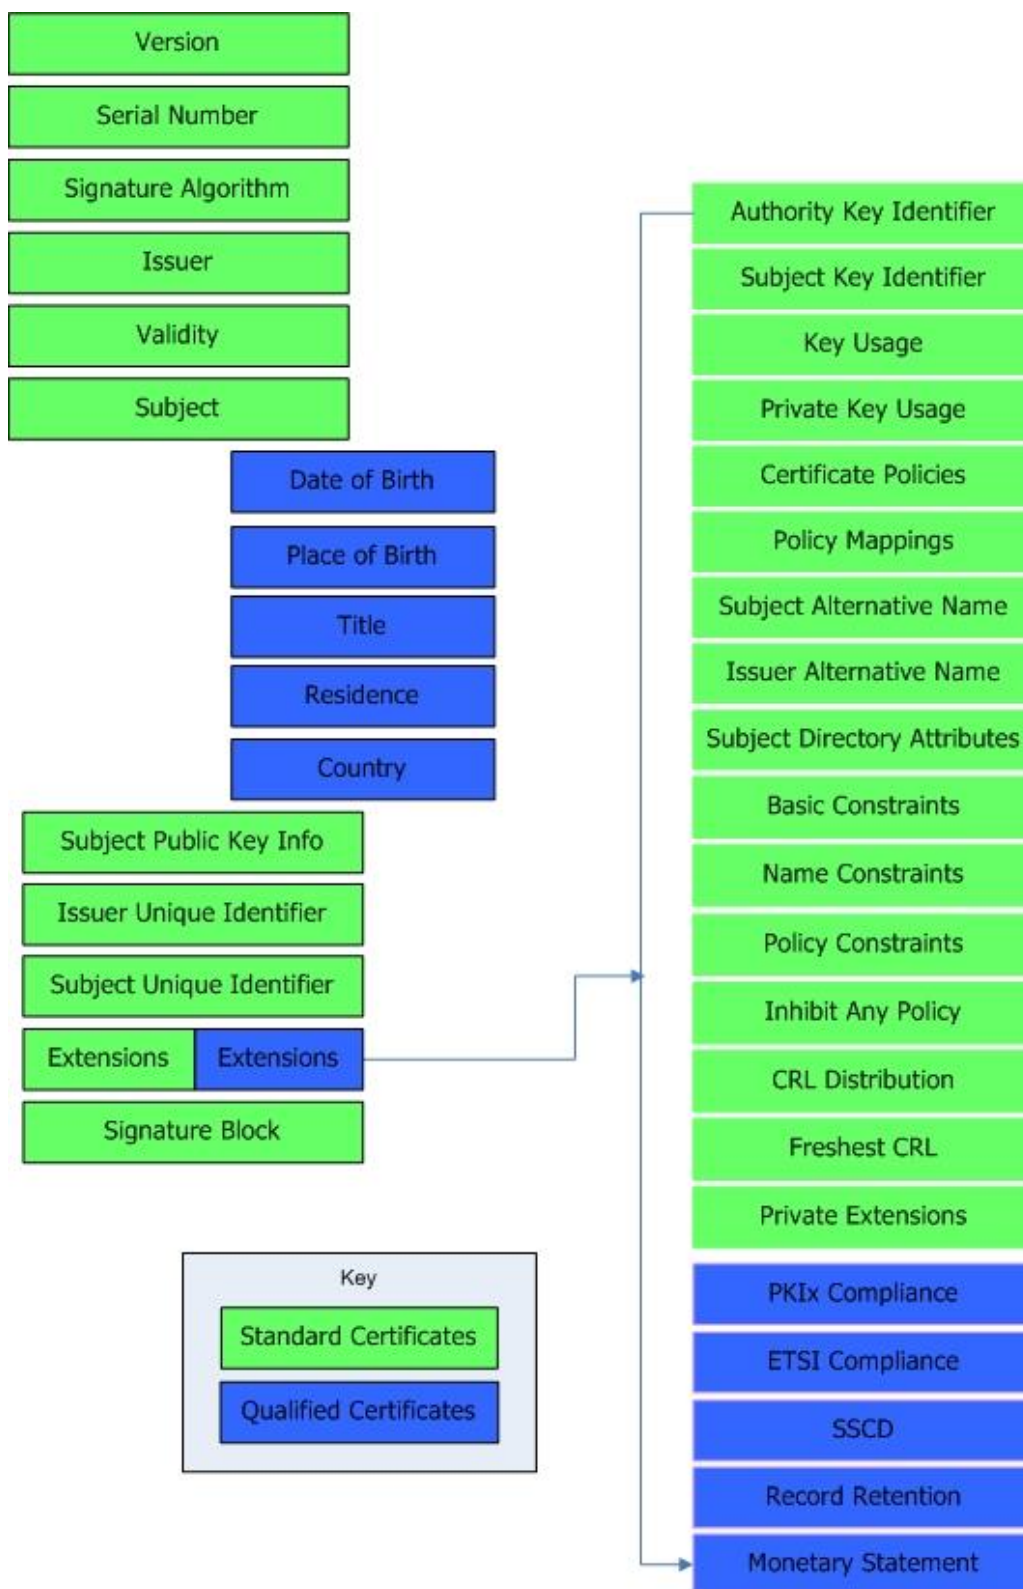 Version
Serial Number
Signature Algorithm
Issuer
Validity
Subject
Date of Birth
Place of Birth
Title
Residence
Country
Subject Public Key Info
Issuer Unique Identifier
Subject Unique Identifier
Extensions Extensions
Signature Block
Key
Standard Certificates
Qualified Certificates
Authority Key Identifier
Subject Key Identifier
Key Usage
Private Key Usage
Certificate Policies
Policy Mappings
Subject Alternative Name
Issuer Alternative Name
Subject Directory Attributes
Basic Constraints
Name Constraints
Policy Constraints
Inhibit Any Policy
CRL Distribution
Freshest CRL
Private Extensions
PKIx Compliance
ETSI Compliance
SSCD
Record Retention
Monetary Statement